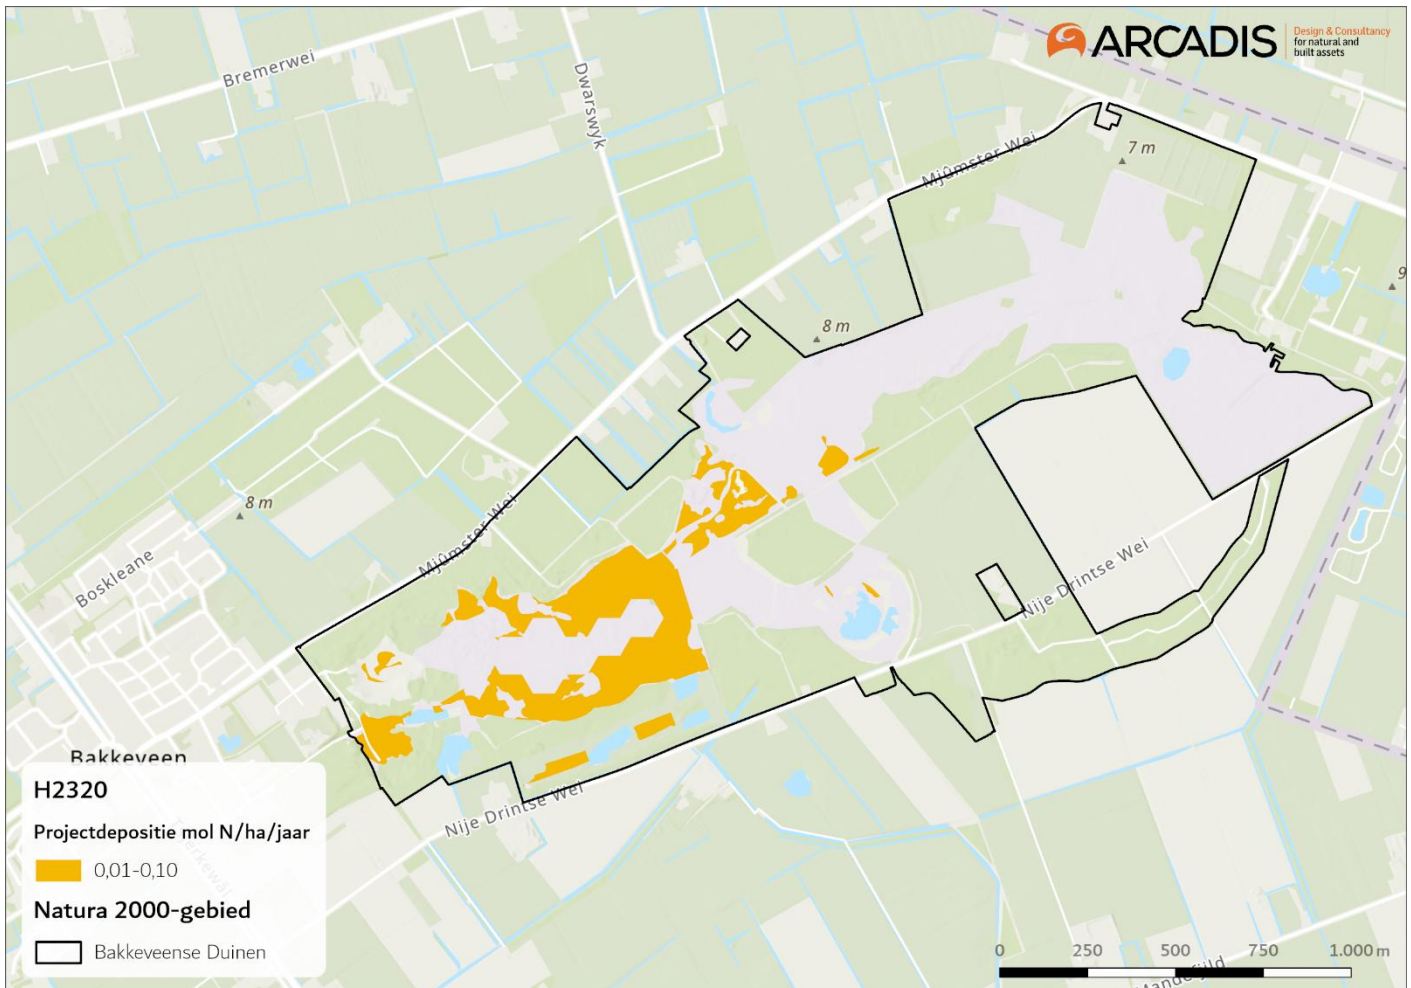 ARCADIS
Design & Consultancy
for natural and
built assets
Bremerwei
Dwarswyk
Mjûmster Wei
7 m
9
8 m
8 m
Mjûmster Wei
Boskleane
Nije Drintse Wei
Bakkeveen
Nije Drintse Wei
H2320
Projectdepositie mol N/ha/jaar
0,01-0,10
Natura 2000-gebied
Bakkeveense Duinen
0 250 500 750 1.000 m